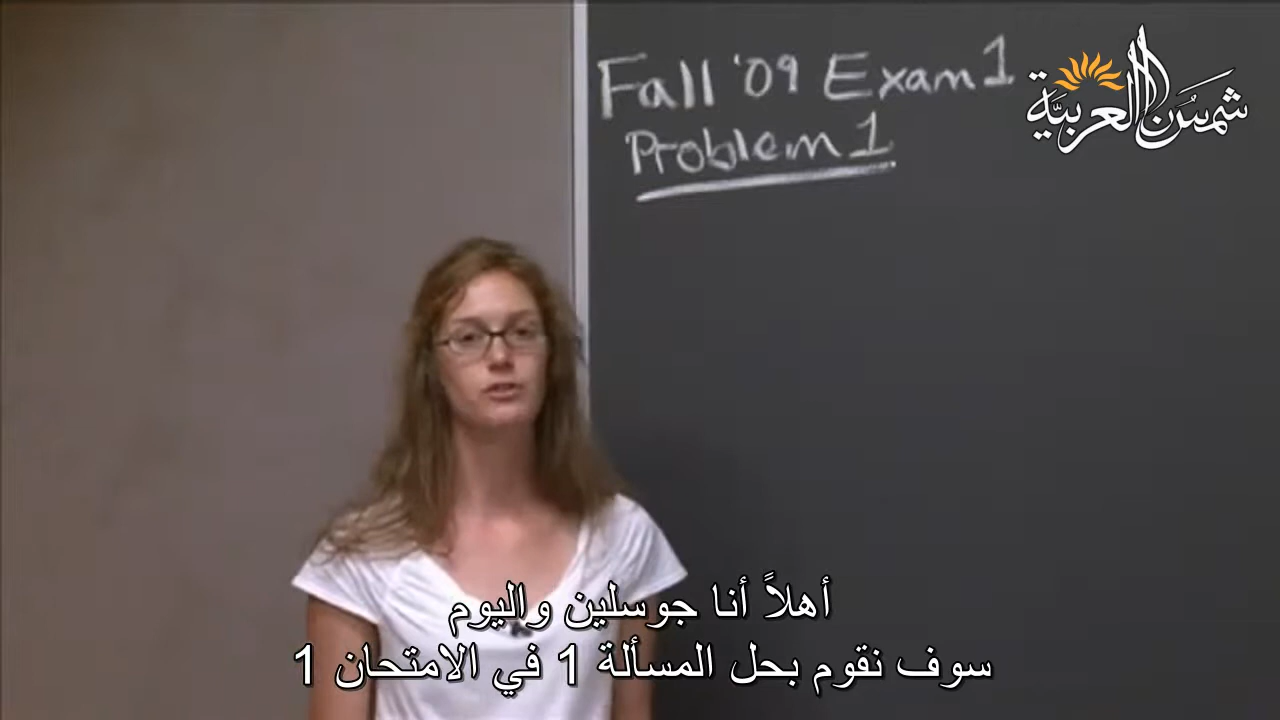 Fall '09 Exam 1
Problem 1
شمس العربية
أهلاً أنا جوسلين واليوم
سوف نقوم بحل المسألة 1 في الامتحان 1